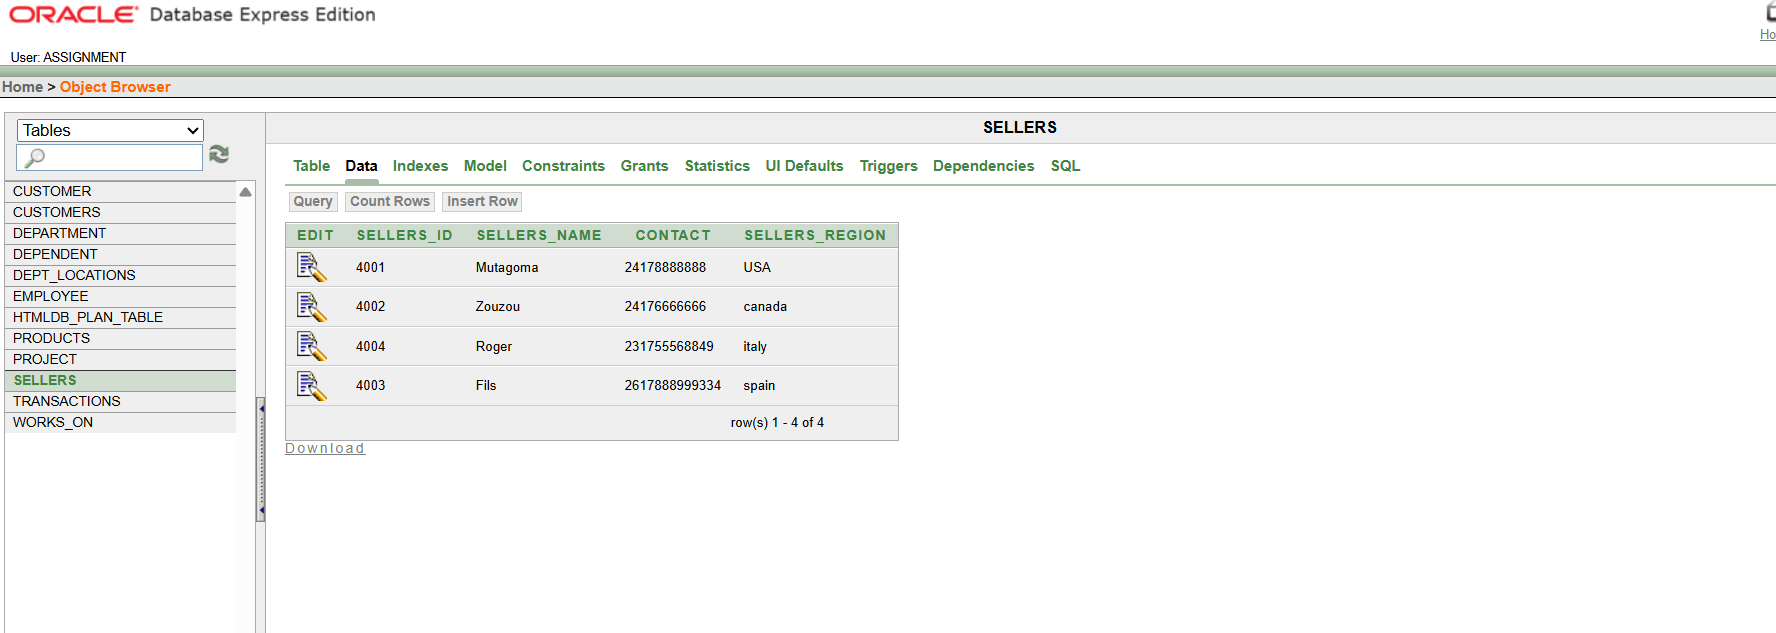 ORACLE Database Express Edition
Ho
User: ASSIGNMENT
Home > Object Browser
Tables
SELLERS
Table Data Indexes Model Constraints Grants Statistics UI Defaults Triggers Dependencies SQL
Query Count Rows Insert Row
CUSTOMER
CUSTOMERS
DEPARTMENT
DEPENDENT
DEPT_LOCATIONS
EMPLOYEE
HTMLDB_PLAN_TABLE
PRODUCTS
PROJECT
SELLERS
TRANSACTIONS
WORKS_ON
EDIT SELLERS_ID SELLERS_NAME CONTACT SELLERS_REGION
4001 Mutagoma 24178888888 USA
4002 Zouzou 24176666666 canada
4004 Roger 231755568849 italy
4003 Fils 2617888999334 spain
row(s) 1 - 4 of 4
Download